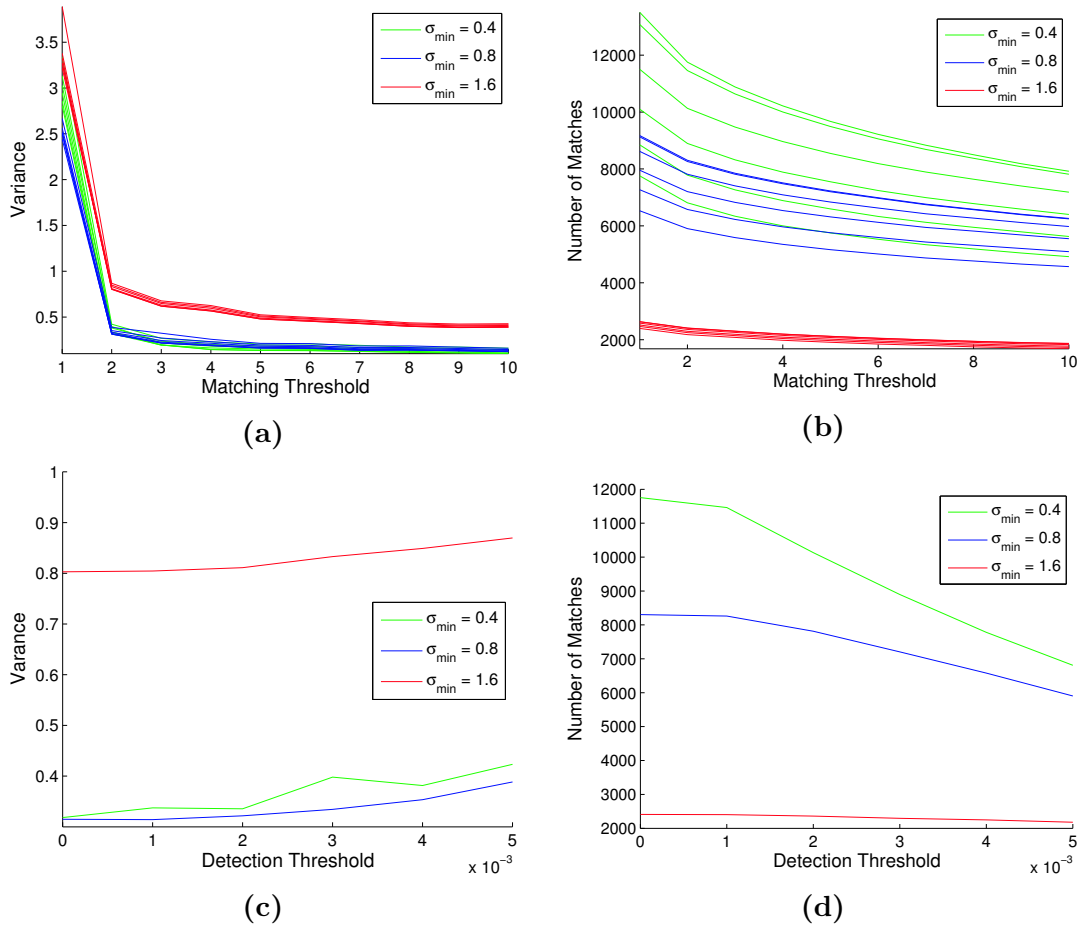 3.5
3
2.5
2
1.5
1
0.5
Variance
1 2 3 4 5 6 7 8 9 10
Matching Threshold
σmin = 0.4
σmin = 0.8
σmin = 1.6
(a)
12000
10000
8000
6000
4000
2000
Number of Matches
2 4 6 8 10
Matching Threshold
σmin = 0.4
σmin = 0.8
σmin = 1.6
(b)
1
0.9
0.8
0.7
0.6
0.5
0.4
Varance
0 1 2 3 4 5
Detection Threshold
x 10-3
σmin = 0.4
σmin = 0.8
σmin = 1.6
(c)
12000
11000
10000
9000
8000
7000
6000
5000
4000
3000
2000
Number of Matches
0 1 2 3 4 5
Detection Threshold
x 10-3
σmin = 0.4
σmin = 0.8
σmin = 1.6
(d)